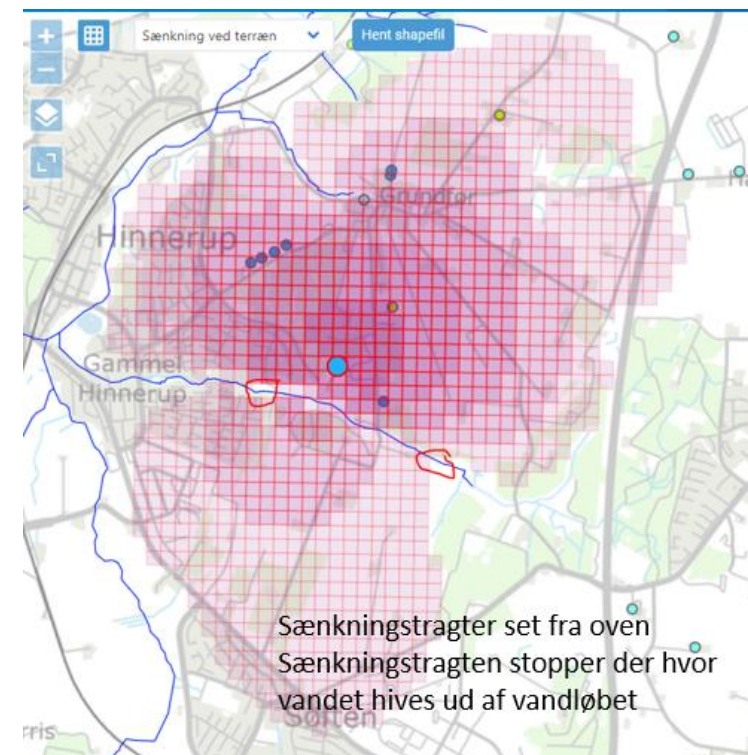 Sænkning ved terræn
Hent shapefil
Grundfør
Hinnerup
Gammel
Hinnerup
Sænkningstragter set fra oven
Sænkningstragten stopper der hvor
vandet hives ud af vandløbet
Søften